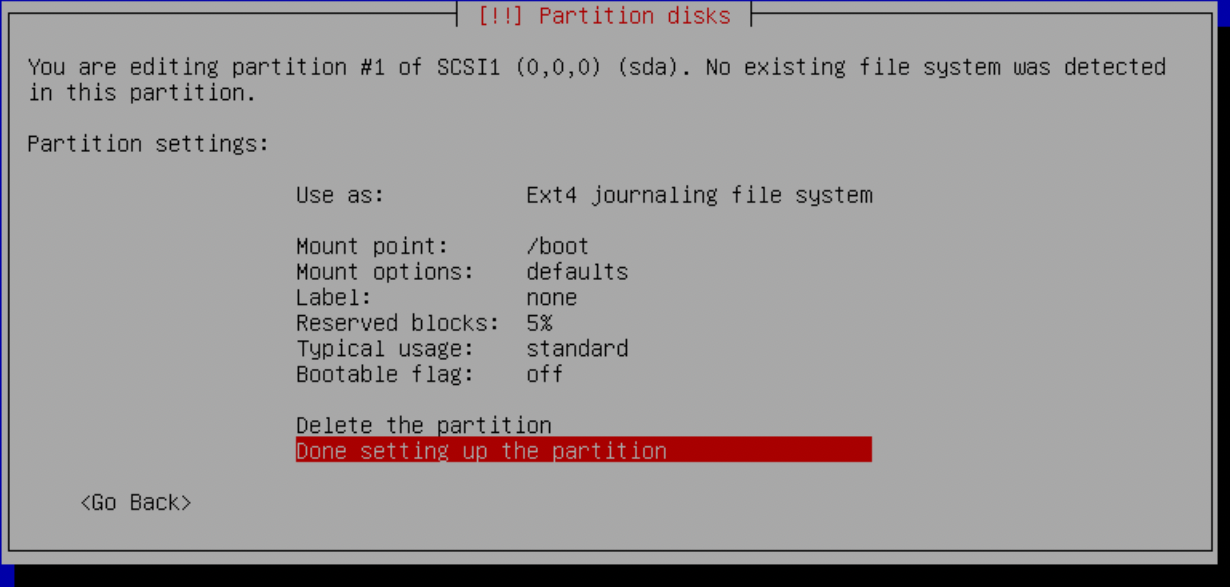 [!!] Partition disks
You are editing partition #1 of SCSI1 (0,0,0) (sda). No existing file system was detected
in this partition.
Partition settings:
Use as: Ext4 journaling file system
Mount point: /boot
Mount options: defaults
Label: none
Reserved blocks: 5%
Typical usage: standard
Bootable flag: off
Delete the partition
Done setting up the partition
<Go Back>